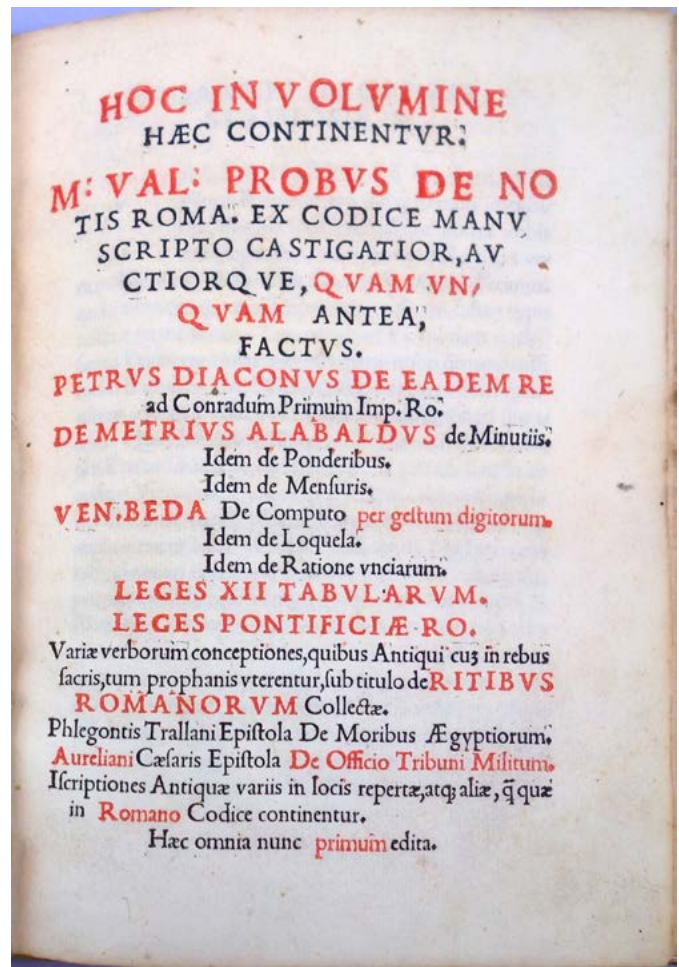 HOC IN VOLVMINE
HÆC CONTINENTVR.
M. VAL. PROBVS DE NO
TIS ROMA. EX CODICE MANV
SCRIPTO CASTIGATIOR, AV
CTIORQVE, QVAM VN/
QVAM ANTEA,
FACTVS.
PETRVS DIACONVS DE EADEM RE
ad Conradum Primum Imp. Ro.
DEMETRIVS ALABALDVS de Minutiis.
Idem de Ponderibus.
Idem de Menſuris.
VEN. BEDA De Computo per geſtum digitorum.
Idem de Loquela.
Idem de Ratione vnciarum.
LEGES XII TABVLARVM.
LEGES PONTIFICIÆ RO.
Variæ verborum conceptiones, quibus Antiqui cuꝫ in rebus
ſacris, tum prophanis vterentur, ſub titulo de RITIBVS
ROMANORVM Collectæ.
Phlegontis Trallani Epiſtola De Moribus Ægyptiorum.
Aureliani Cæſaris Epiſtola De Officio Tribuni Militum.
Iſcriptiones Antiquæ variis in locis repertæ, atqꝫ aliæ, q̃ quæ
in Romano Codice continentur.
Hæc omnia nunc primum edita.